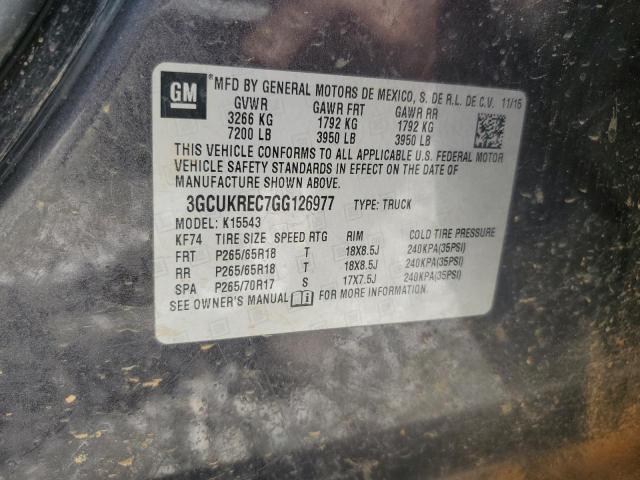 GM ®MFD BY GENERAL MOTORS DE MEXICO, S. DE R.L. DE C.V. 11/15
GVWR GAWR FRT GAWR RR
3266 KG 1792 KG 1792 KG
7200 LB 3950 LB 3950 LB
THIS VEHICLE CONFORMS TO ALL APPLICABLE U.S. FEDERAL MOTOR
VEHICLE SAFETY STANDARDS IN EFFECT ON THE DATE OF
MANUFACTURE SHOWN ABOVE.
3GCUKREC7GG126977 TYPE: TRUCK
MODEL: K15543
KF74 TIRE SIZE SPEED RTG RIM COLD TIRE PRESSURE
FRT P265/65R18 T 18X8.5J 240KPA(35PSI)
RR P265/65R18 T 18X8.5J 240KPA(35PSI)
SPA P265/70R17 S 17X7.5J 240KPA(35PSI)
SEE OWNER'S MANUAL FOR MORE INFORMATION.